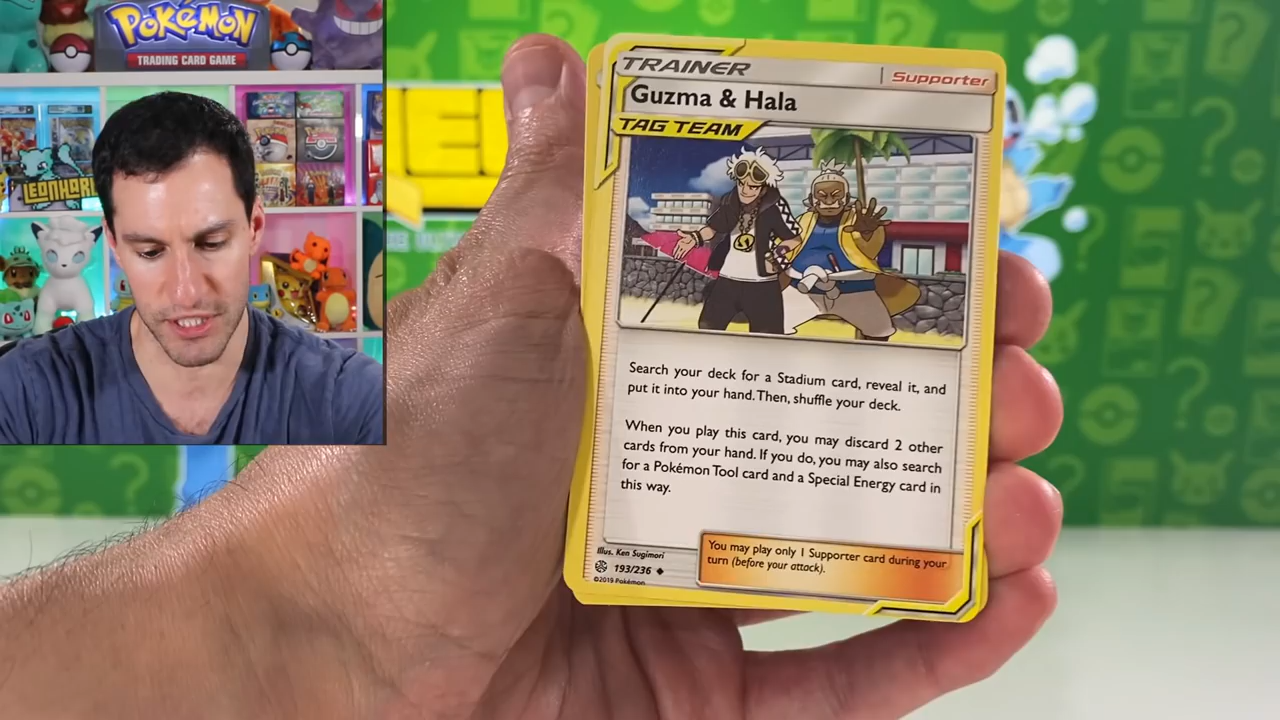 POKéMON
TRADING CARD GAME
LEONHART
TRAINER
Supporter
Guzma & Hala
TAG TEAM
Search your deck for a Stadium card, reveal it, and
put it into your hand. Then, shuffle your deck.
When you play this card, you may discard 2 other
cards from your hand. If you do, you may also search
for a Pokémon Tool card and a Special Energy card in
this way.
You may play only 1 Supporter card during your
turn (before your attack).
Illus. Ken Sugimori
193/236
©2019 Pokémon